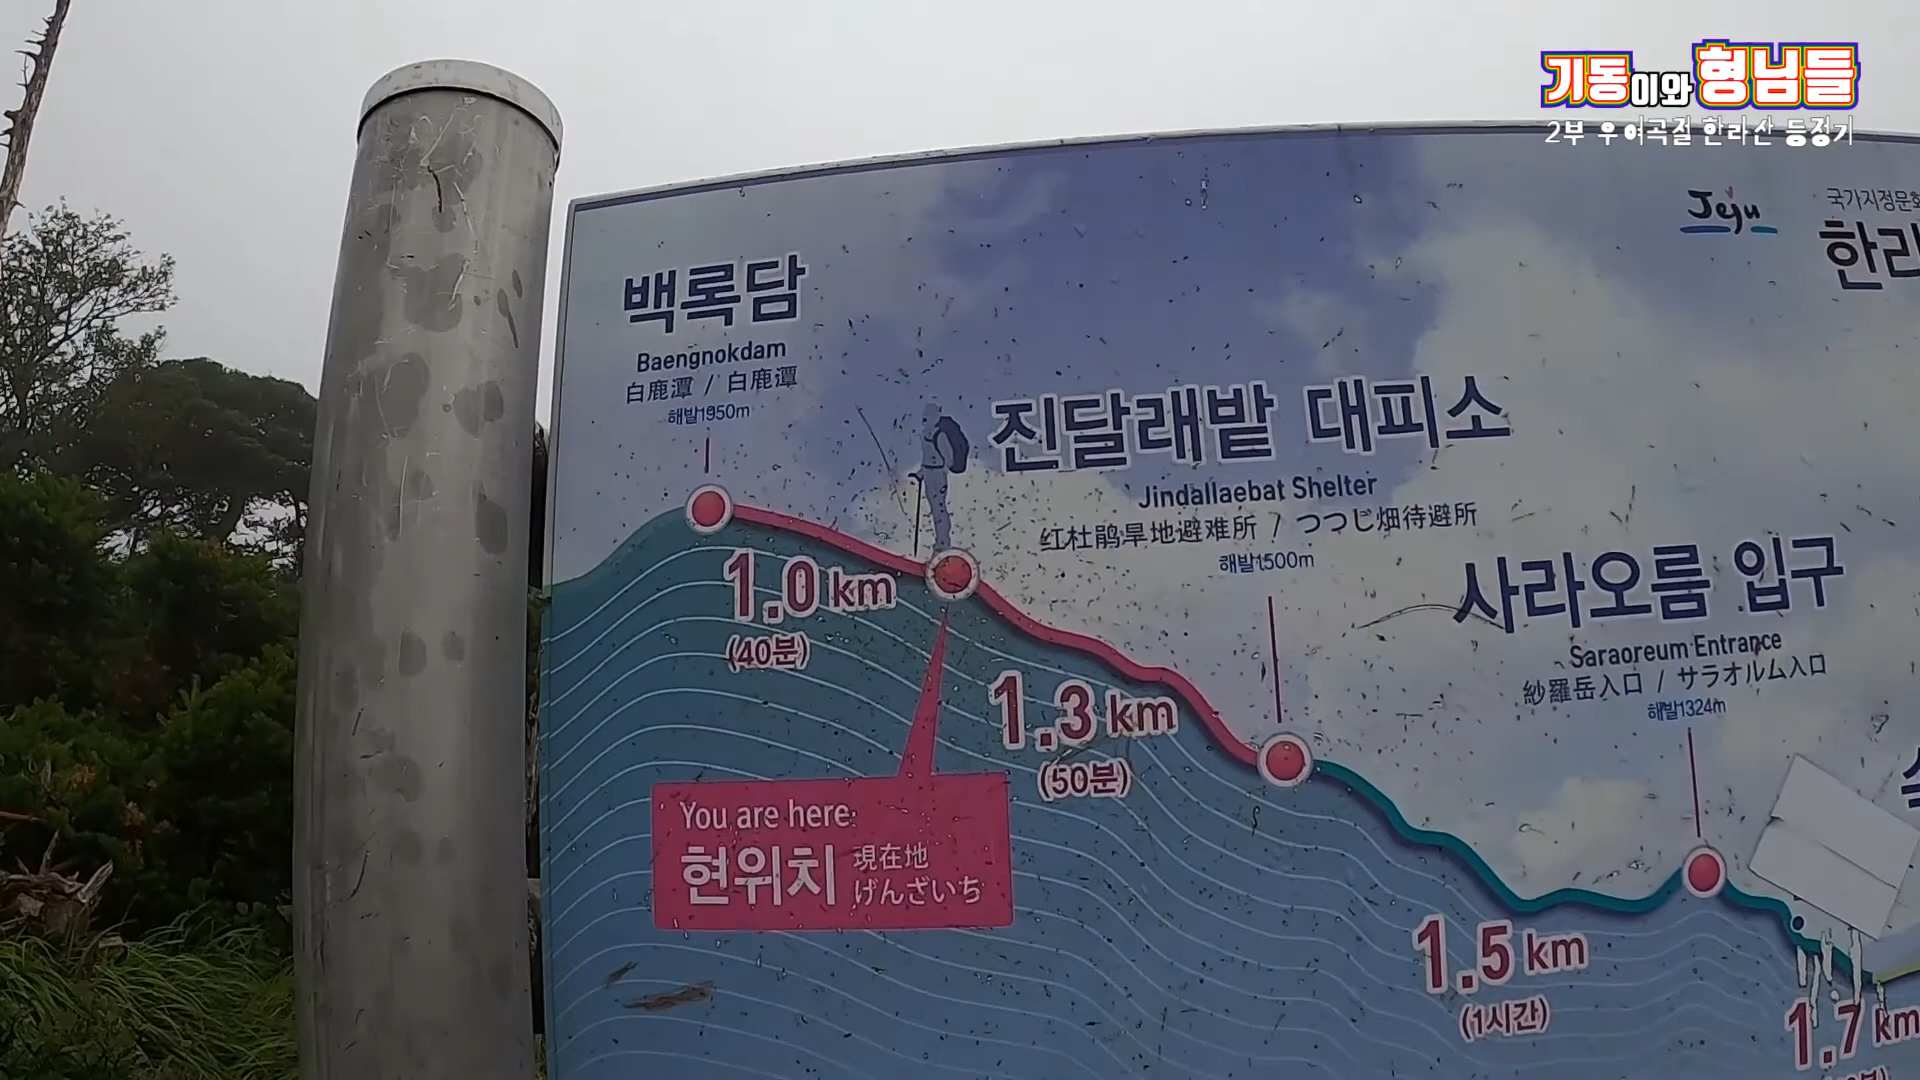 기동이와 형님들
2부 우여곡절 한라산 등정기
Jeju
국가지정문화
한라
백록담
Baengnokdam
白鹿潭 / 白鹿潭
해발1950m
진달래밭 대피소
Jindallaebat Shelter
红杜鹃旱地避难所 / つつじ畑待避所
해발1500m
사라오름 입구
Saraoreum Entrance
紗羅岳入口 / サラオルム入口
해발1324m
1.0 km
(40분)
1.3 km
(50분)
You are here
현위치 現在地
げんざいち
1.5 km
(1시간)
1.7 km